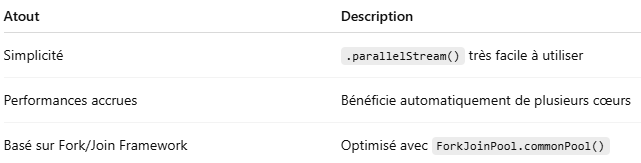 Atout Description
Simplicité .parallelStream() très facile à utiliser
Performances accrues Bénéficie automatiquement de plusieurs cœurs
Basé sur Fork/Join Framework Optimisé avec ForkJoinPool.commonPool()